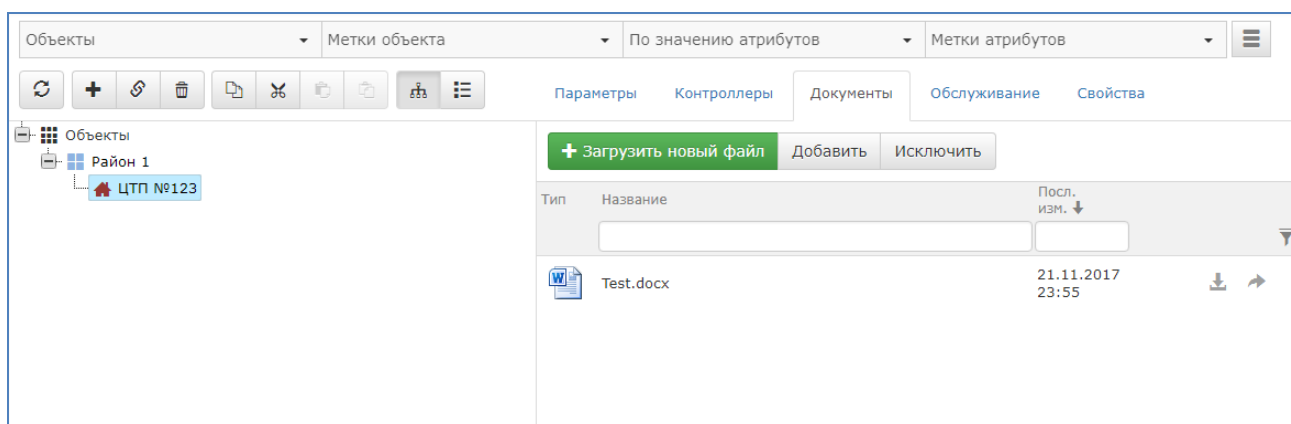 Объекты Метки объекта По значению атрибутов Метки атрибутов
Параметры Контроллеры Документы Обслуживание Свойства
Объекты
Район 1
ЦТП №123
Загрузить новый файл Добавить Исключить
Тип Название Посл.
изм.
Test.docx 21.11.2017
23:55